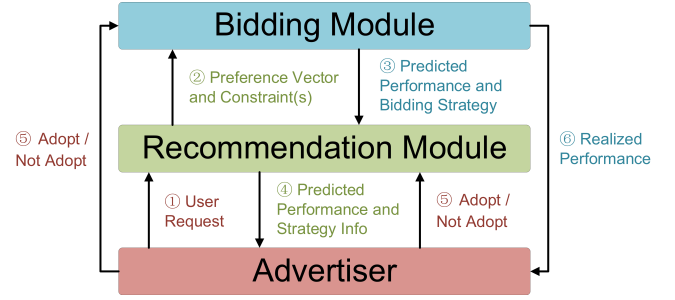 Bidding Module
② Preference Vector
and Constraint(s)
③ Predicted
Performance and
Bidding Strategy
⑤ Adopt /
Not Adopt
Recommendation Module
⑥ Realized
Performance
① User
Request
④ Predicted
Performance and
Strategy Info
⑤ Adopt /
Not Adopt
Advertiser